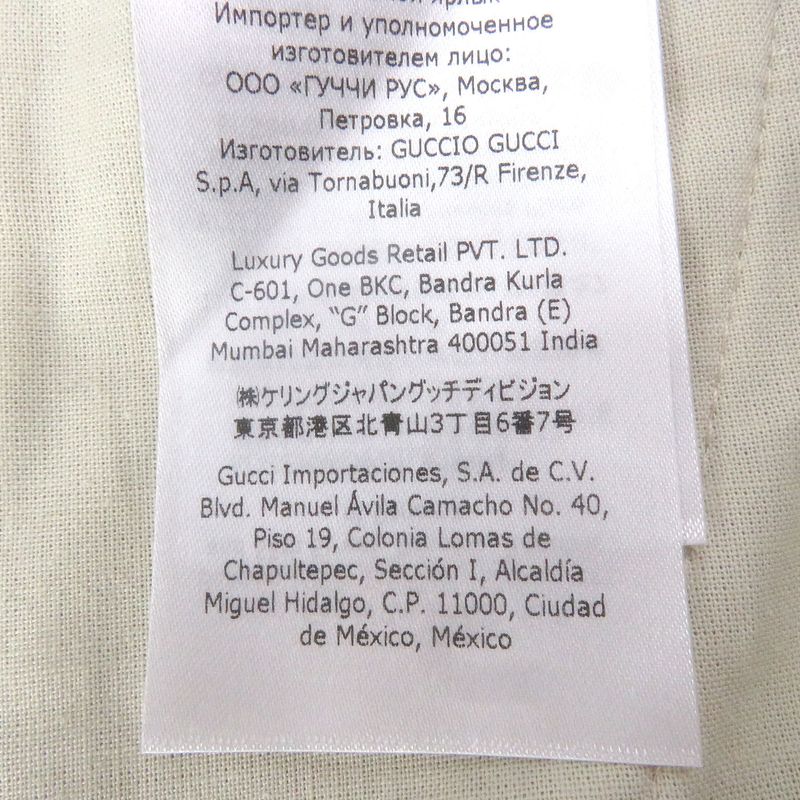 ярлык
Импортер и уполномоченное
изготовителем лицо:
ООО «ГУЧЧИ РУС», Москва,
Петровка, 16
Изготовитель: GUCCIO GUCCI
S.p.A, via Tornabuoni,73/R Firenze,
Italia
Luxury Goods Retail PVT. LTD.
C-601, One BKC, Bandra Kurla
Complex, “G” Block, Bandra (E)
Mumbai Maharashtra 400051 India
㈱ケリングジャパングッチディビジョン
東京都港区北青山3丁目6番7号
Gucci Importaciones, S.A. de C.V.
Blvd. Manuel Ávila Camacho No. 40,
Piso 19, Colonia Lomas de
Chapultepec, Sección I, Alcaldía
Miguel Hidalgo, C.P. 11000, Ciudad
de México, México